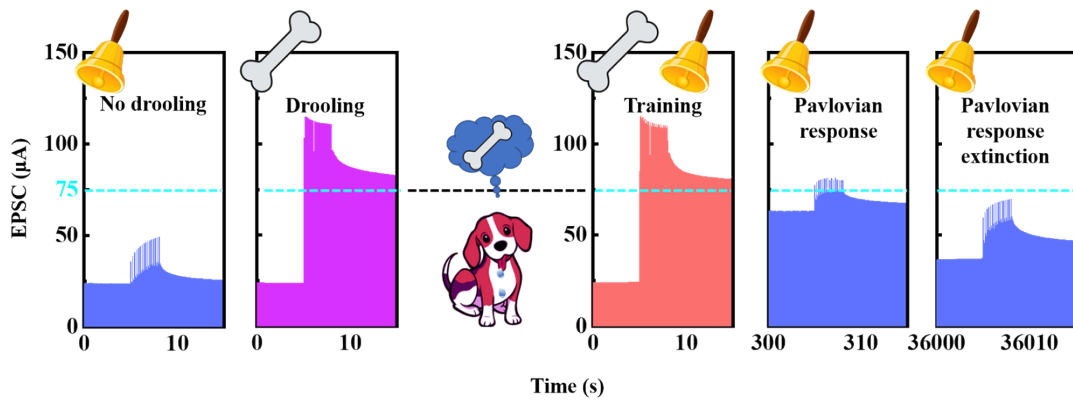 No drooling
Drooling
Training
Pavlovian
response
Pavlovian
response
extinction
EPSC (μA)
150
100
75
50
0
0 10
0 10
150
100
50
0
0 10
300 310
36000 36010
Time (s)